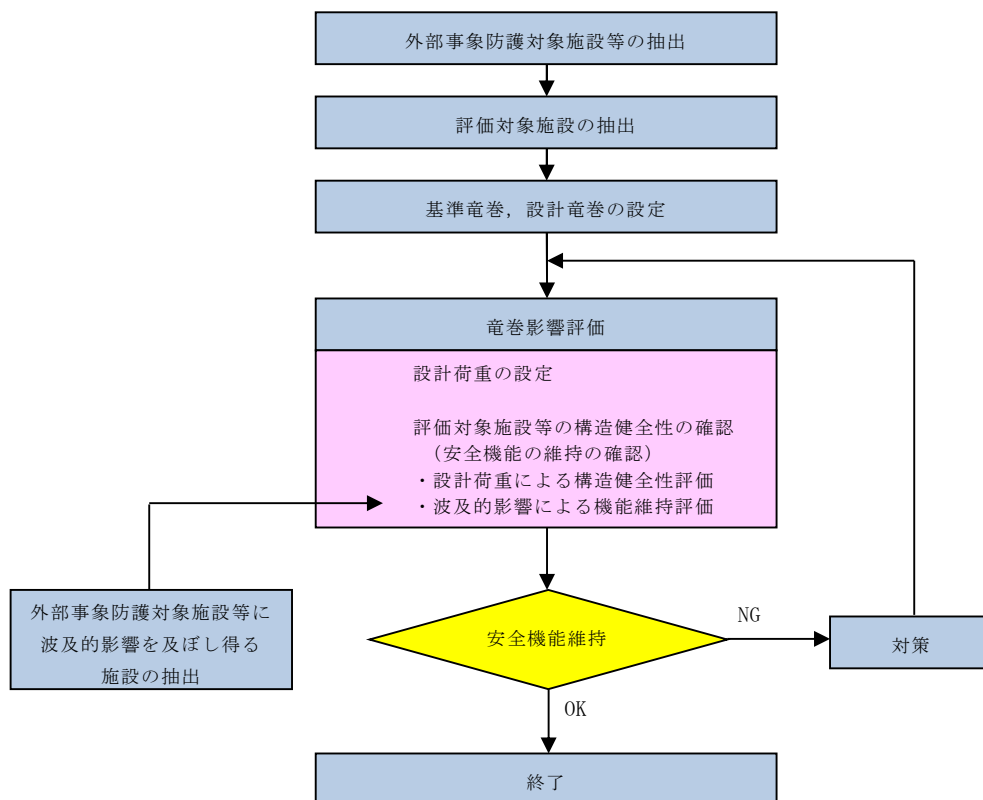 外部事象防護対象施設等の抽出
評価対象施設の抽出
基準竜巻，設計竜巻の設定
竜巻影響評価
設計荷重の設定
評価対象施設等の構造健全性の確認
（安全機能の維持の確認）
・設計荷重による構造健全性評価
・波及的影響による機能維持評価
外部事象防護対象施設等に
波及的影響を及ぼし得る
施設の抽出
安全機能維持
NG
対策
OK
終了